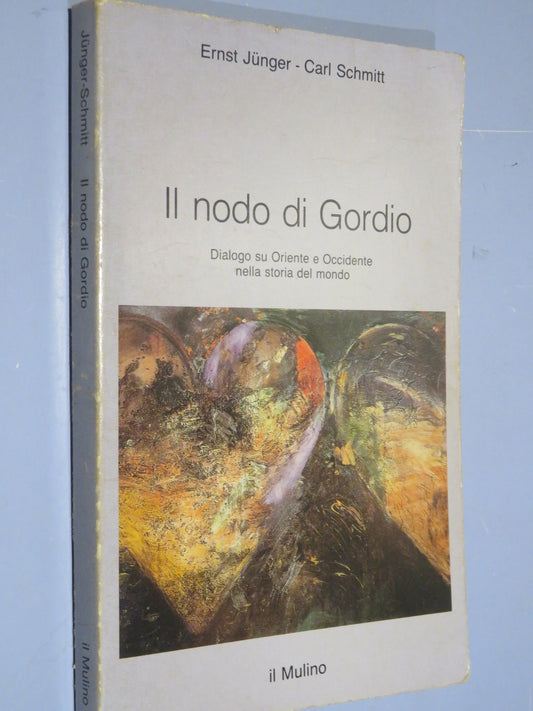 Ernst Jünger - Carl Schmitt
Il nodo di Gordio
Dialogo su Oriente e Occidente
nella storia del mondo
il Mulino
Jünger-Schmitt Il nodo di Gordio il Mulino